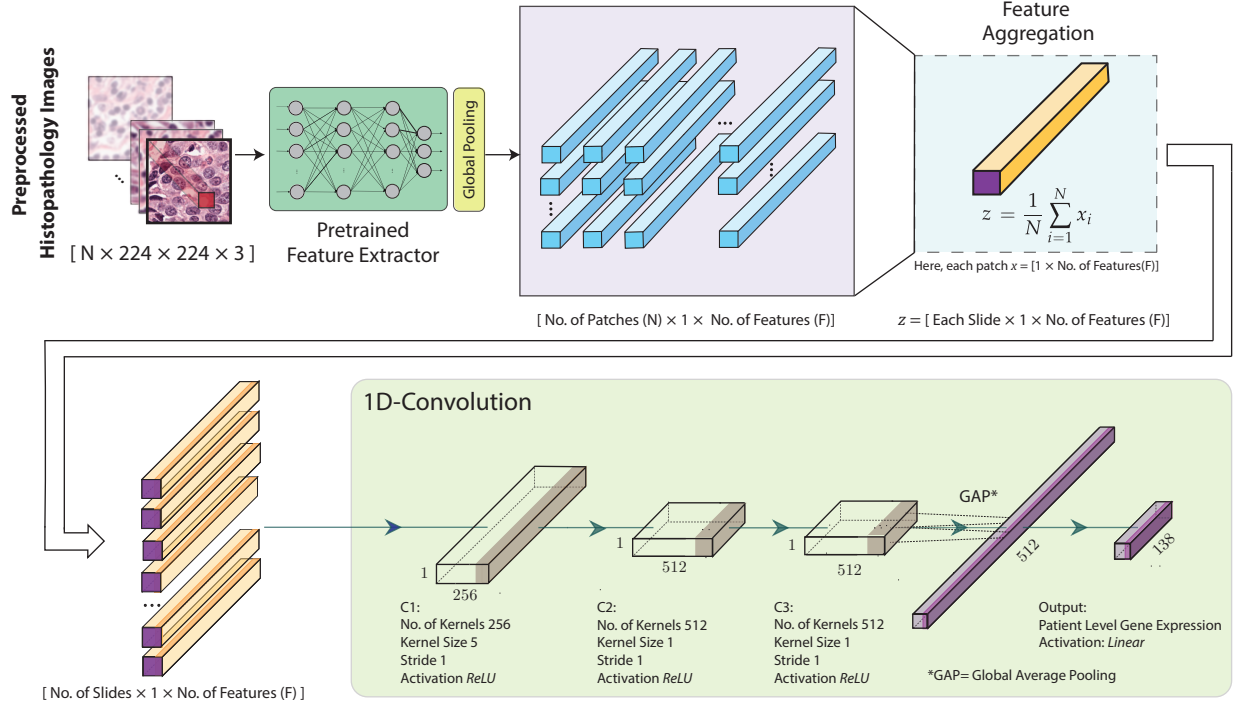 Preprocessed
Histopathology Images
[ N × 224 × 224 × 3 ]
Pretrained
Feature Extractor
Global Pooling
...
...
...
...
[ No. of Patches (N) × 1 × No. of Features (F)]
Feature
Aggregation
z = 1/N ∑ᵢ₌₁ᴺ xᵢ
Here, each patch x = [1 × No. of Features(F)]
z = [ Each Slide × 1 × No. of Features (F)]
...
[ No. of Slides × 1 × No. of Features (F) ]
1D-Convolution
1
256
1
512
1
512
GAP*
512
138
C1:
No. of Kernels 256
Kernel Size 5
Stride 1
Activation ReLU
C2:
No. of Kernels 512
Kernel Size 1
Stride 1
Activation ReLU
C3:
No. of Kernels 512
Kernel Size 1
Stride 1
Activation ReLU
Output:
Patient Level Gene Expression
Activation: Linear
*GAP= Global Average Pooling